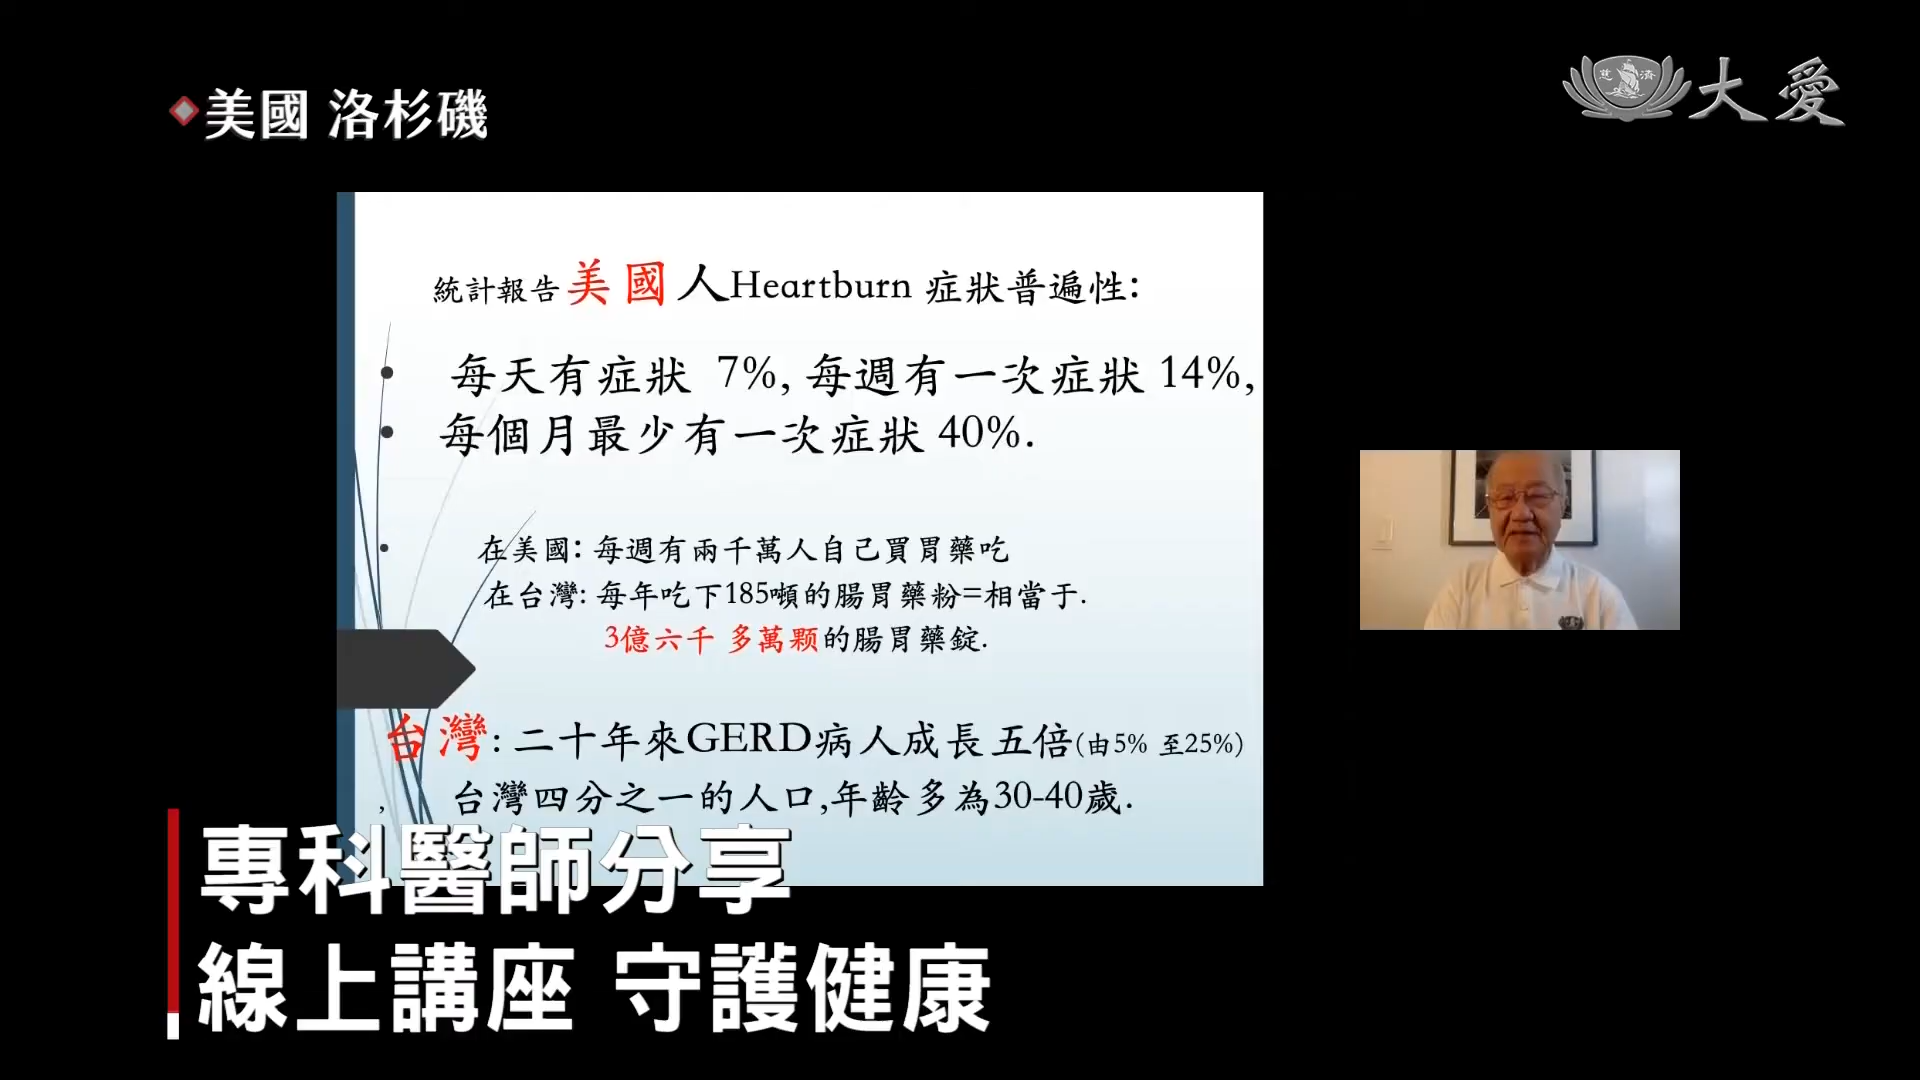 美國 洛杉磯
慈濟 大愛
統計報告美國人Heartburn 症狀普遍性:
• 每天有症狀 7%, 每週有一次症狀 14%,
• 每個月最少有一次症狀 40%.
• 在美國: 每週有兩千萬人自己買胃藥吃
在台灣: 每年吃下185噸的腸胃藥粉=相當于.
3億六千 多萬颗的腸胃藥錠.
台灣: 二十年來GERD病人成長五倍(由5% 至25%)
, 台灣四分之一的人口,年齡多為30-40歲.
專科醫師分享
線上講座 守護健康